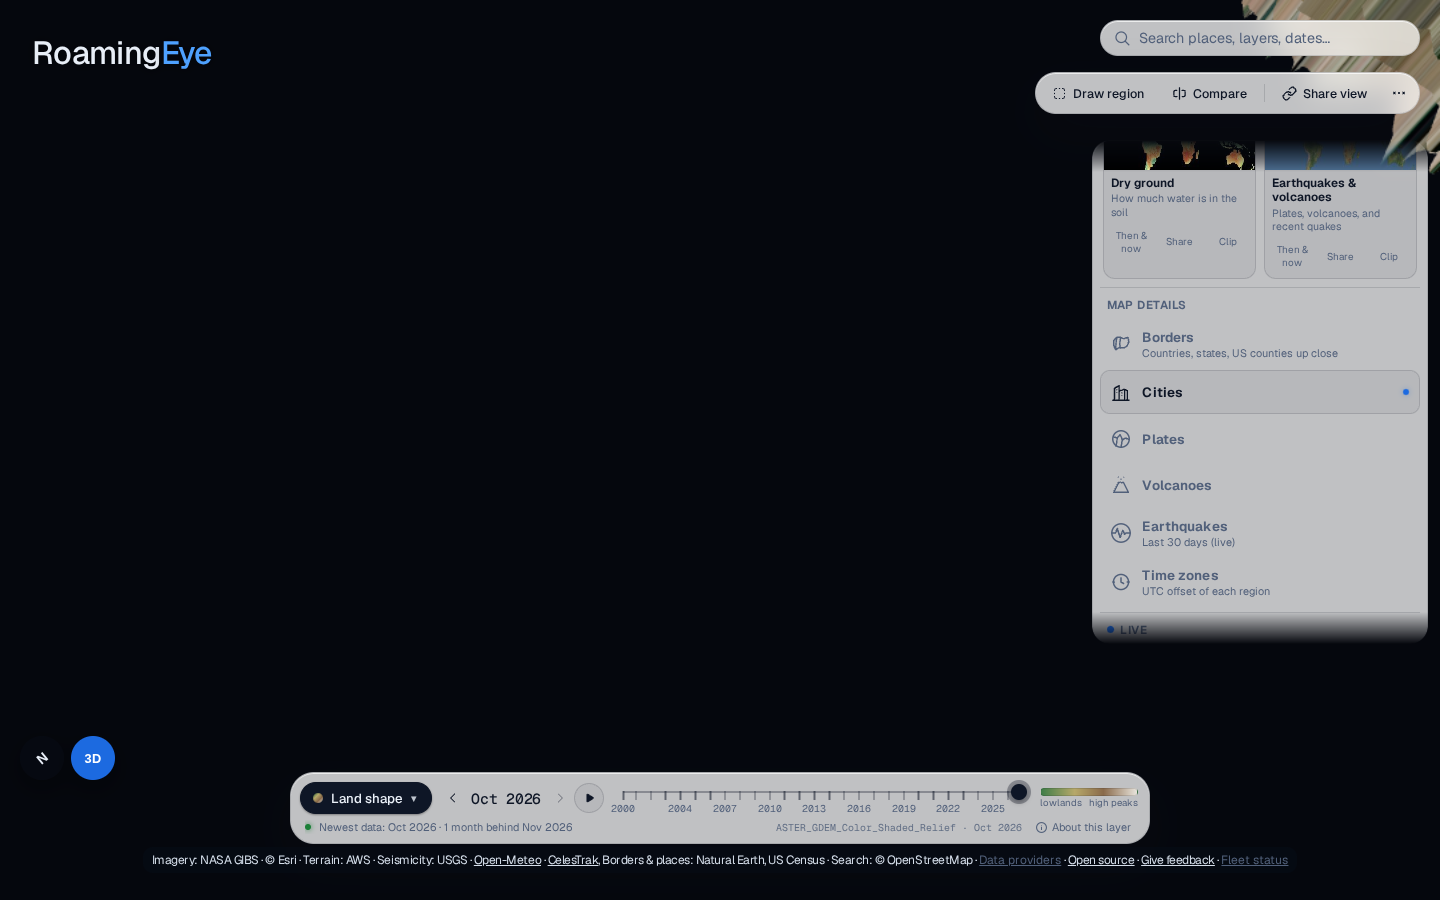 RoamingEye
Search places, layers, dates...
Draw region
Compare
Share view
Dry ground
How much water is in the
soil
Then &
now
Share
Clip
Earthquakes &
volcanoes
Plates, volcanoes, and
recent quakes
Then &
now
Share
Clip
MAP DETAILS
Borders
Countries, states, US counties up close
Cities
Plates
Volcanoes
Earthquakes
Last 30 days (live)
Time zones
UTC offset of each region
LIVE
N
3D
Land shape
Oct 2026
2000 2004 2007 2010 2013 2016 2019 2022 2025
lowlands high peaks
Newest data: Oct 2026 · 1 month behind Nov 2026
ASTER_GDEM_Color_Shaded_Relief · Oct 2026
About this layer
Imagery: NASA GIBS · © Esri · Terrain: AWS · Seismicity: USGS · Open-Meteo · CelesTrak, Borders & places: Natural Earth, US Census · Search: © OpenStreetMap · Data providers · Open source · Give feedback · Fleet status